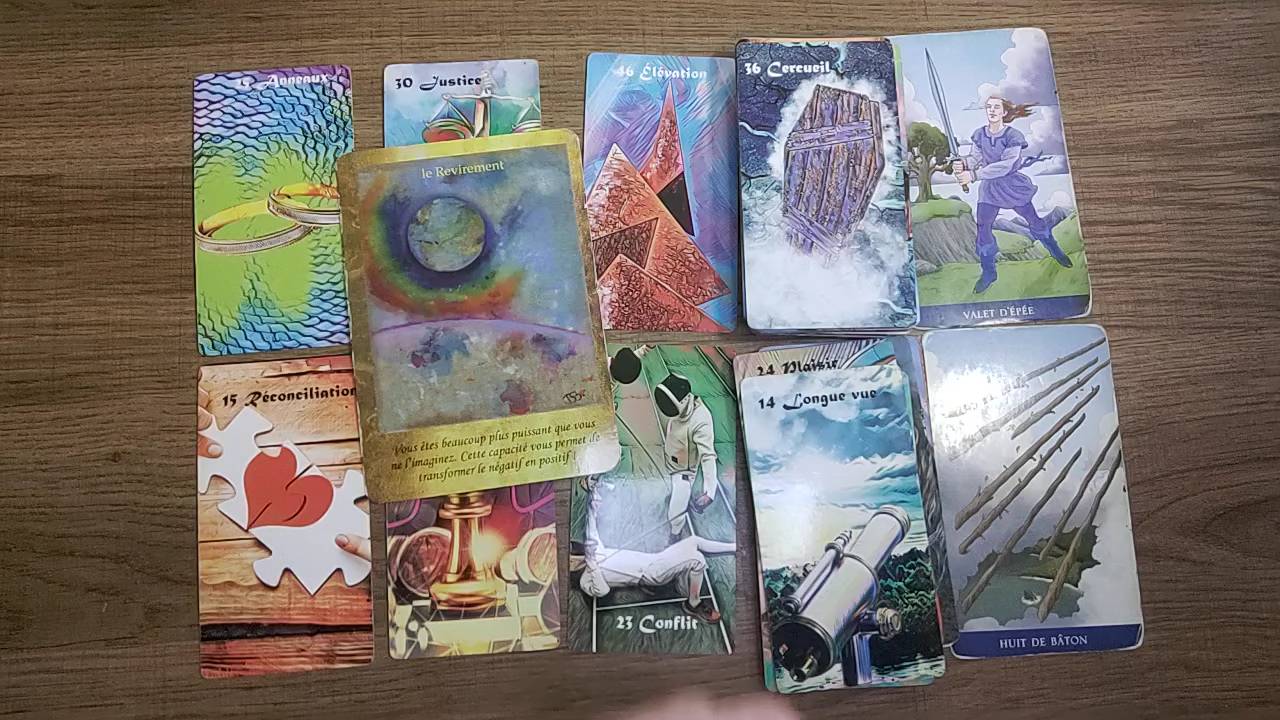 Anneaux
30 Justice
46 Élévation
36 Cercueil
VALET D'ÉPÉE
le Revirement
Vous êtes beaucoup plus puissant que vous
ne l'imaginez. Cette capacité vous permet de
transformer le négatif en positif !
15 Réconciliation
23 Conflit
24 Plaisir
14 Longue vue
HUIT DE BÂTON